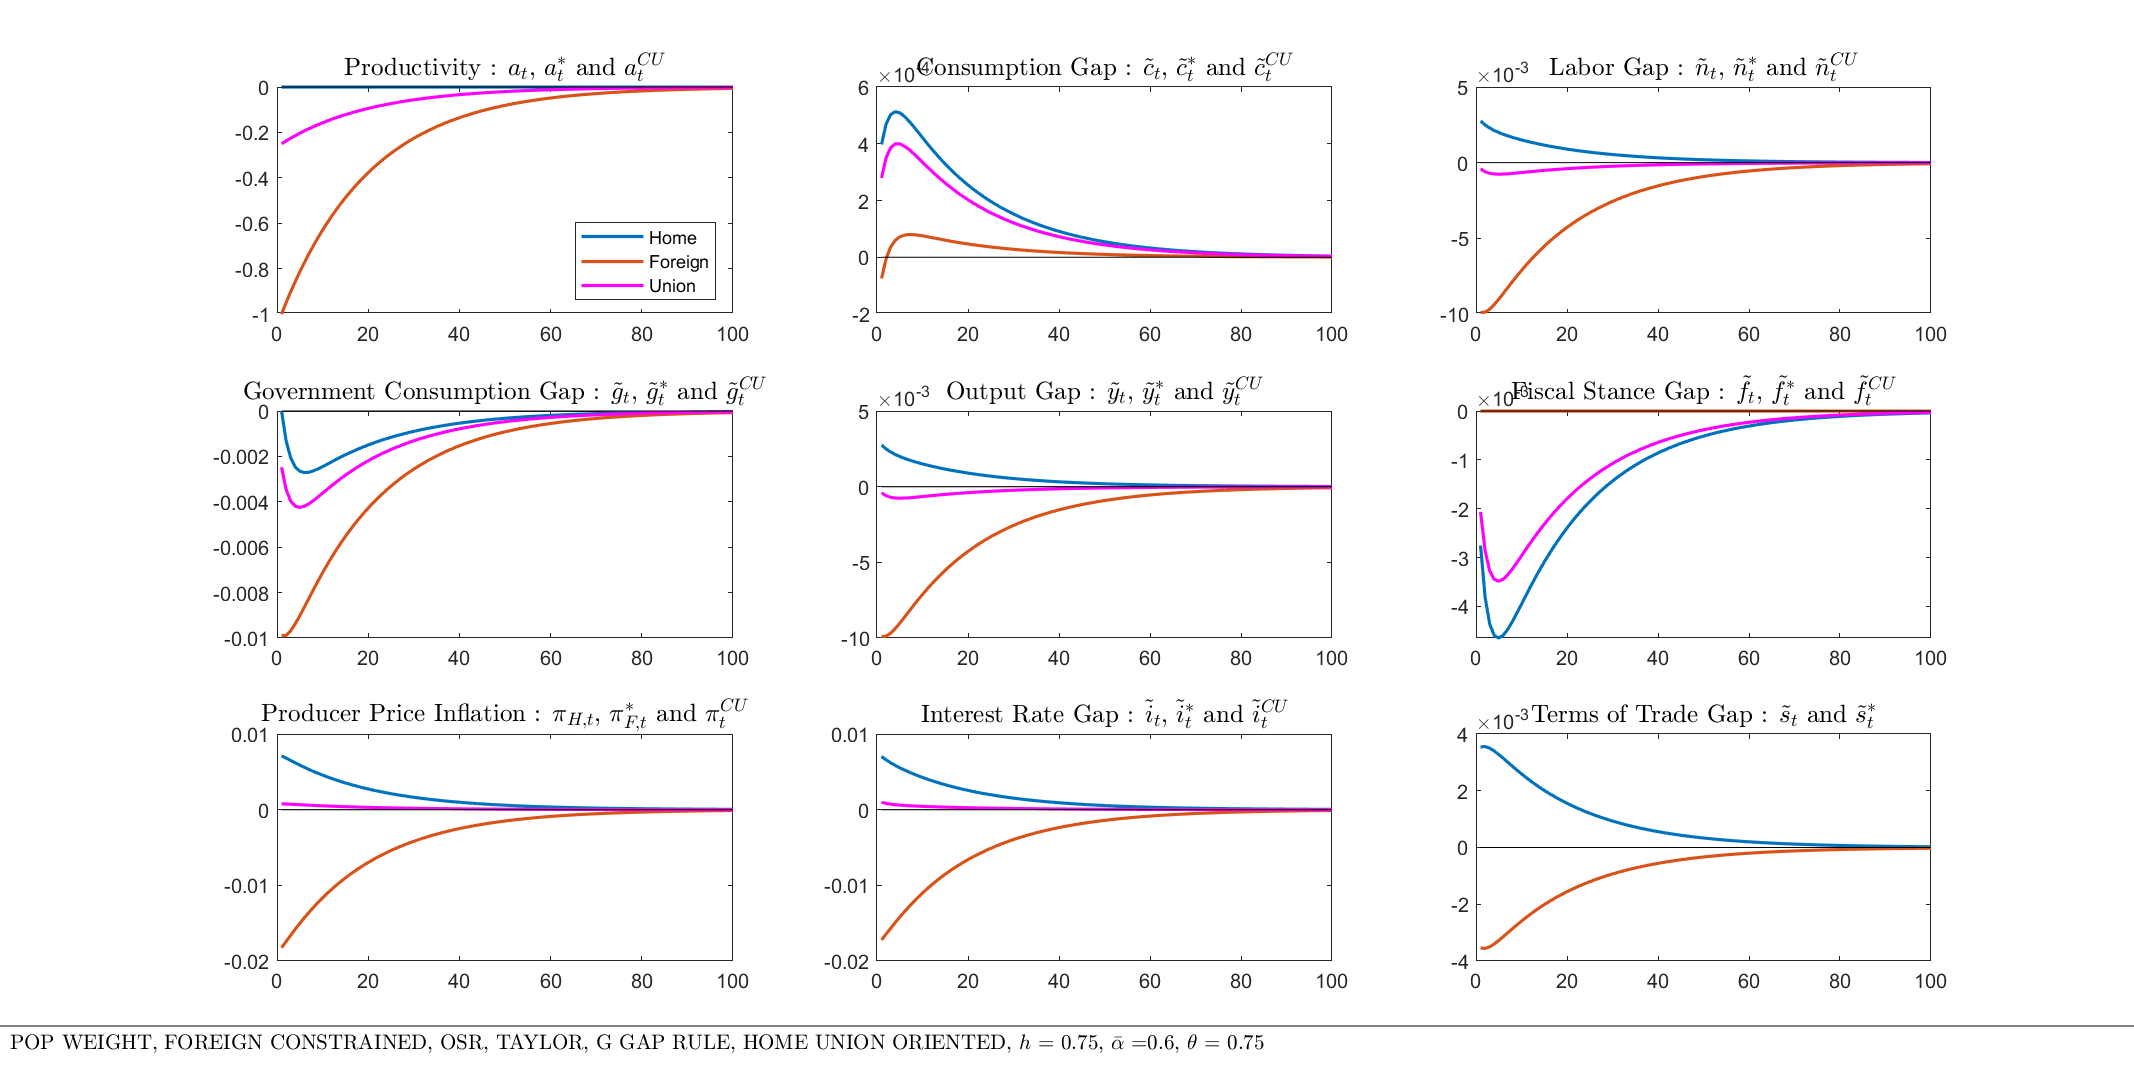 Productivity : a_t, a_t^* and a_t^{CU}
0
-0.2
-0.4
-0.6
-0.8
-1
0 20 40 60 80 100
Home
Foreign
Union
Consumption Gap : c̃_t, c̃_t^* and c̃_t^{CU}
×10^{-4}
6
4
2
0
-2
0 20 40 60 80 100
Labor Gap : ñ_t, ñ_t^* and ñ_t^{CU}
×10^{-3}
5
0
-5
-10
0 20 40 60 80 100
Government Consumption Gap : g̃_t, g̃_t^* and g̃_t^{CU}
0
-0.002
-0.004
-0.006
-0.008
-0.01
0 20 40 60 80 100
Output Gap : ỹ_t, ỹ_t^* and ỹ_t^{CU}
×10^{-3}
5
0
-5
-10
0 20 40 60 80 100
Fiscal Stance Gap : f̃_t, f̃_t^* and f̃_t^{CU}
×10^{-3}
0
-1
-2
-3
-4
0 20 40 60 80 100
Producer Price Inflation : π_{H,t}, π_{F,t}^* and π_t^{CU}
0.01
0
-0.01
-0.02
0 20 40 60 80 100
Interest Rate Gap : ĩ_t, ĩ_t^* and ĩ_t^{CU}
0.01
0
-0.01
-0.02
0 20 40 60 80 100
Terms of Trade Gap : s̃_t and s̃_t^*
×10^{-3}
4
2
0
-2
-4
0 20 40 60 80 100
POP WEIGHT, FOREIGN CONSTRAINED, OSR, TAYLOR, G GAP RULE, HOME UNION ORIENTED, h = 0.75, ᾱ =0.6, θ = 0.75